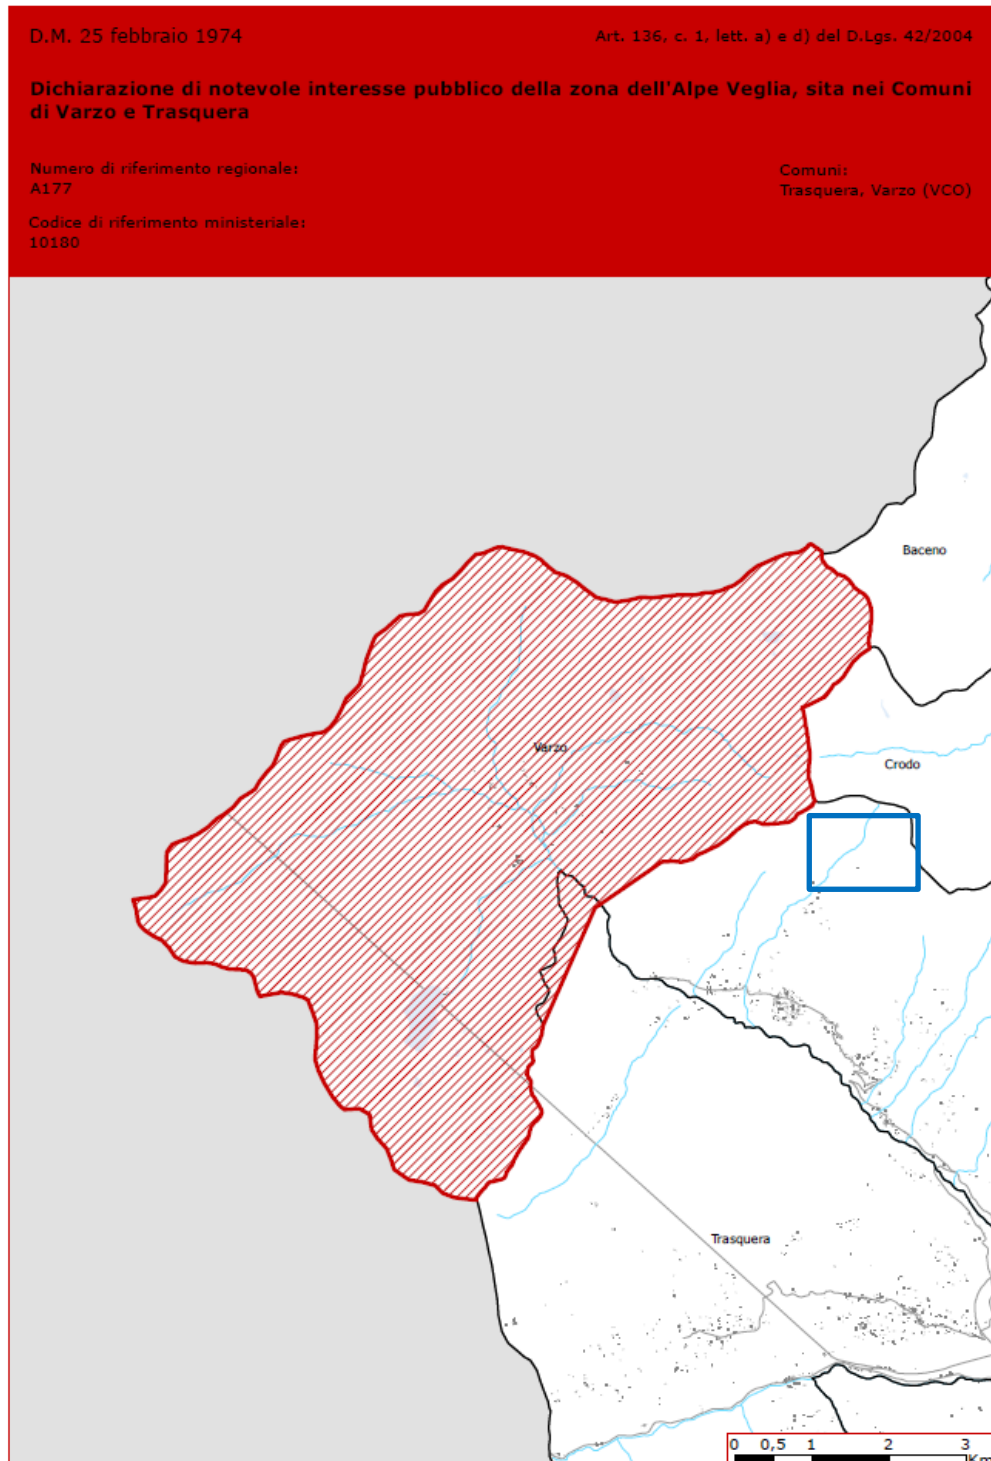 D.M. 25 febbraio 1974
Art. 136, c. 1, lett. a) e d) del D.Lgs. 42/2004
Dichiarazione di notevole interesse pubblico della zona dell'Alpe Veglia, sita nei Comuni
di Varzo e Trasquera
Numero di riferimento regionale:
A177
Comuni:
Trasquera, Varzo (VCO)
Codice di riferimento ministeriale:
10180
Baceno
Varzo
Crodo
Trasquera
0 0,5 1 2 3
Km